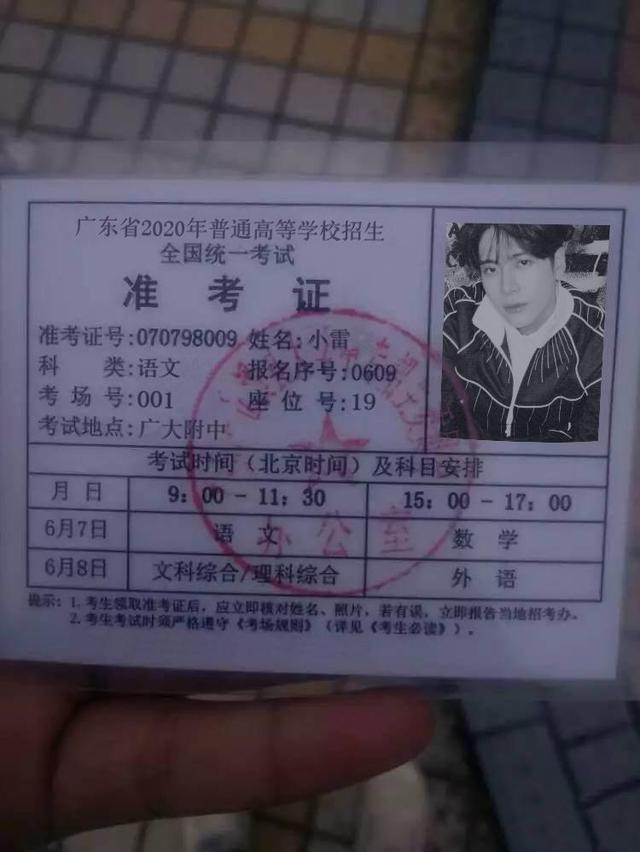 广东省2020年普通高等学校招生
全国统一考试
准 考 证
准考证号:070798009 姓名:小雷
科 类:语文 报名序号:0609
考 场 号:001 座 位 号:19
考试地点:广大附中
考试时间（北京时间）及科目安排
月 日 9：00 - 11：30 15：00 - 17：00
6月7日 语 文 数 学
6月8日 文科综合/理科综合 外 语
办公室
提示：1. 考生领取准考证后，应立即核对姓名、照片，若有误，立即报告当地招考办。
2. 考生考试时须严格遵守《考场规则》（详见《考生必读》）。